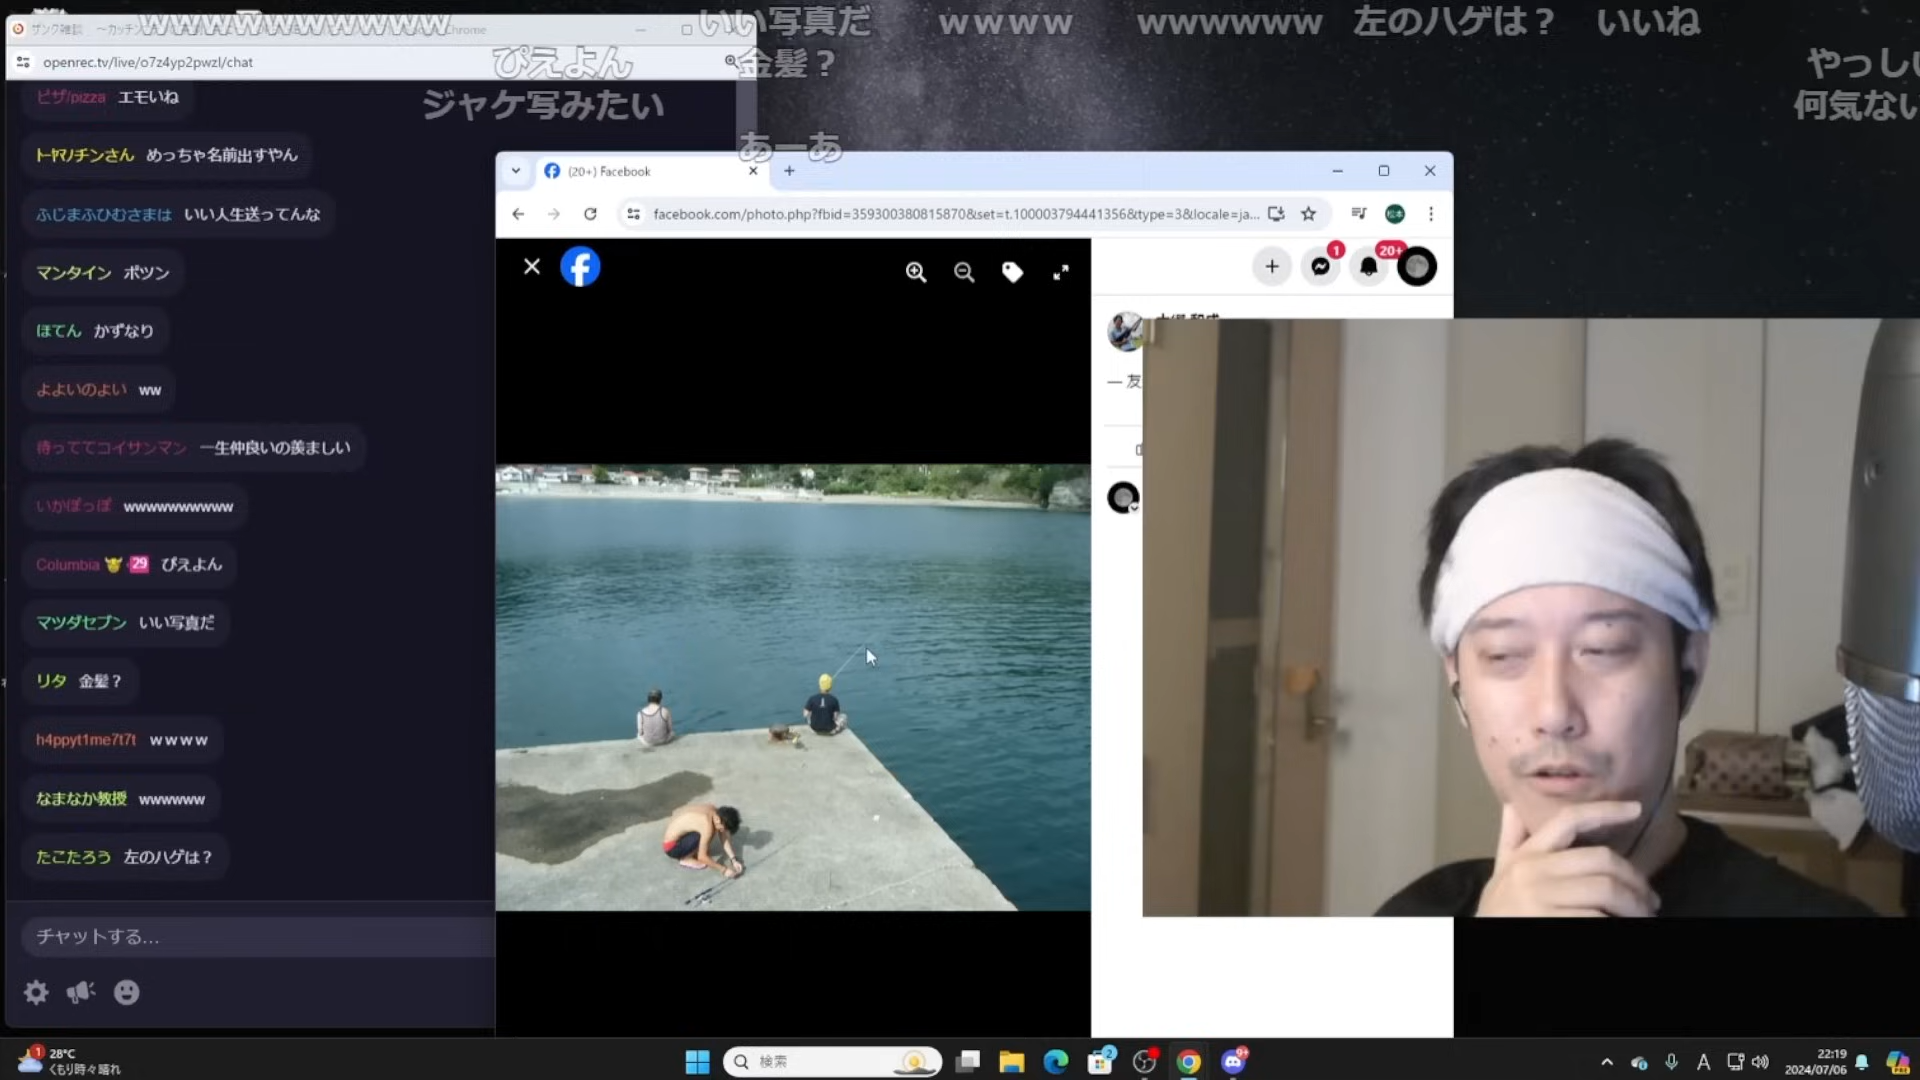 wwwwwwwww
いい写真だ
wwww
wwwwww
左のハゲは？
いいね
ぴえよん
金髪？
やっしい
ジャケ写みたい
何気ない
あーあ
openrec.tv/live/o7z4yp2pwzl/chat
ピザ/pizza エモいね
トーヤマノチンさん めっちゃ名前出すやん
ふじまふひむさまは いい人生送ってんな
マンタイン ポツン
ほてん かずなり
よよいのよい ww
待っててコイサンマン 一生仲良いの羨ましい
いかぽっぽ wwwwwwwwww
Columbia 29 ぴえよん
マツダセブン いい写真だ
リタ 金髪？
h4ppyt1me7t7t wwww
なまなか教授 wwwwww
たこたろう 左のハゲは？
チャットする...
(20+) Facebook
facebook.com/photo.php?fbid=359300380815870&set=t.100003794441356&type=3&locale=ja...
松本
1
20+
— 友
1
28°C
くもり時々晴れ
検索
2
9+
A
22:19
2024/07/06